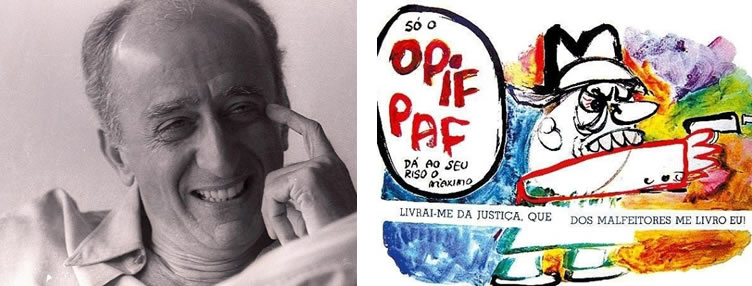 SÓ O
O PIF
PAF
DÁ AO SEU
RISO O
MÁXIMO
LIVRAI-ME DA JUSTIÇA, QUE DOS MALFEITORES ME LIVRO EU!